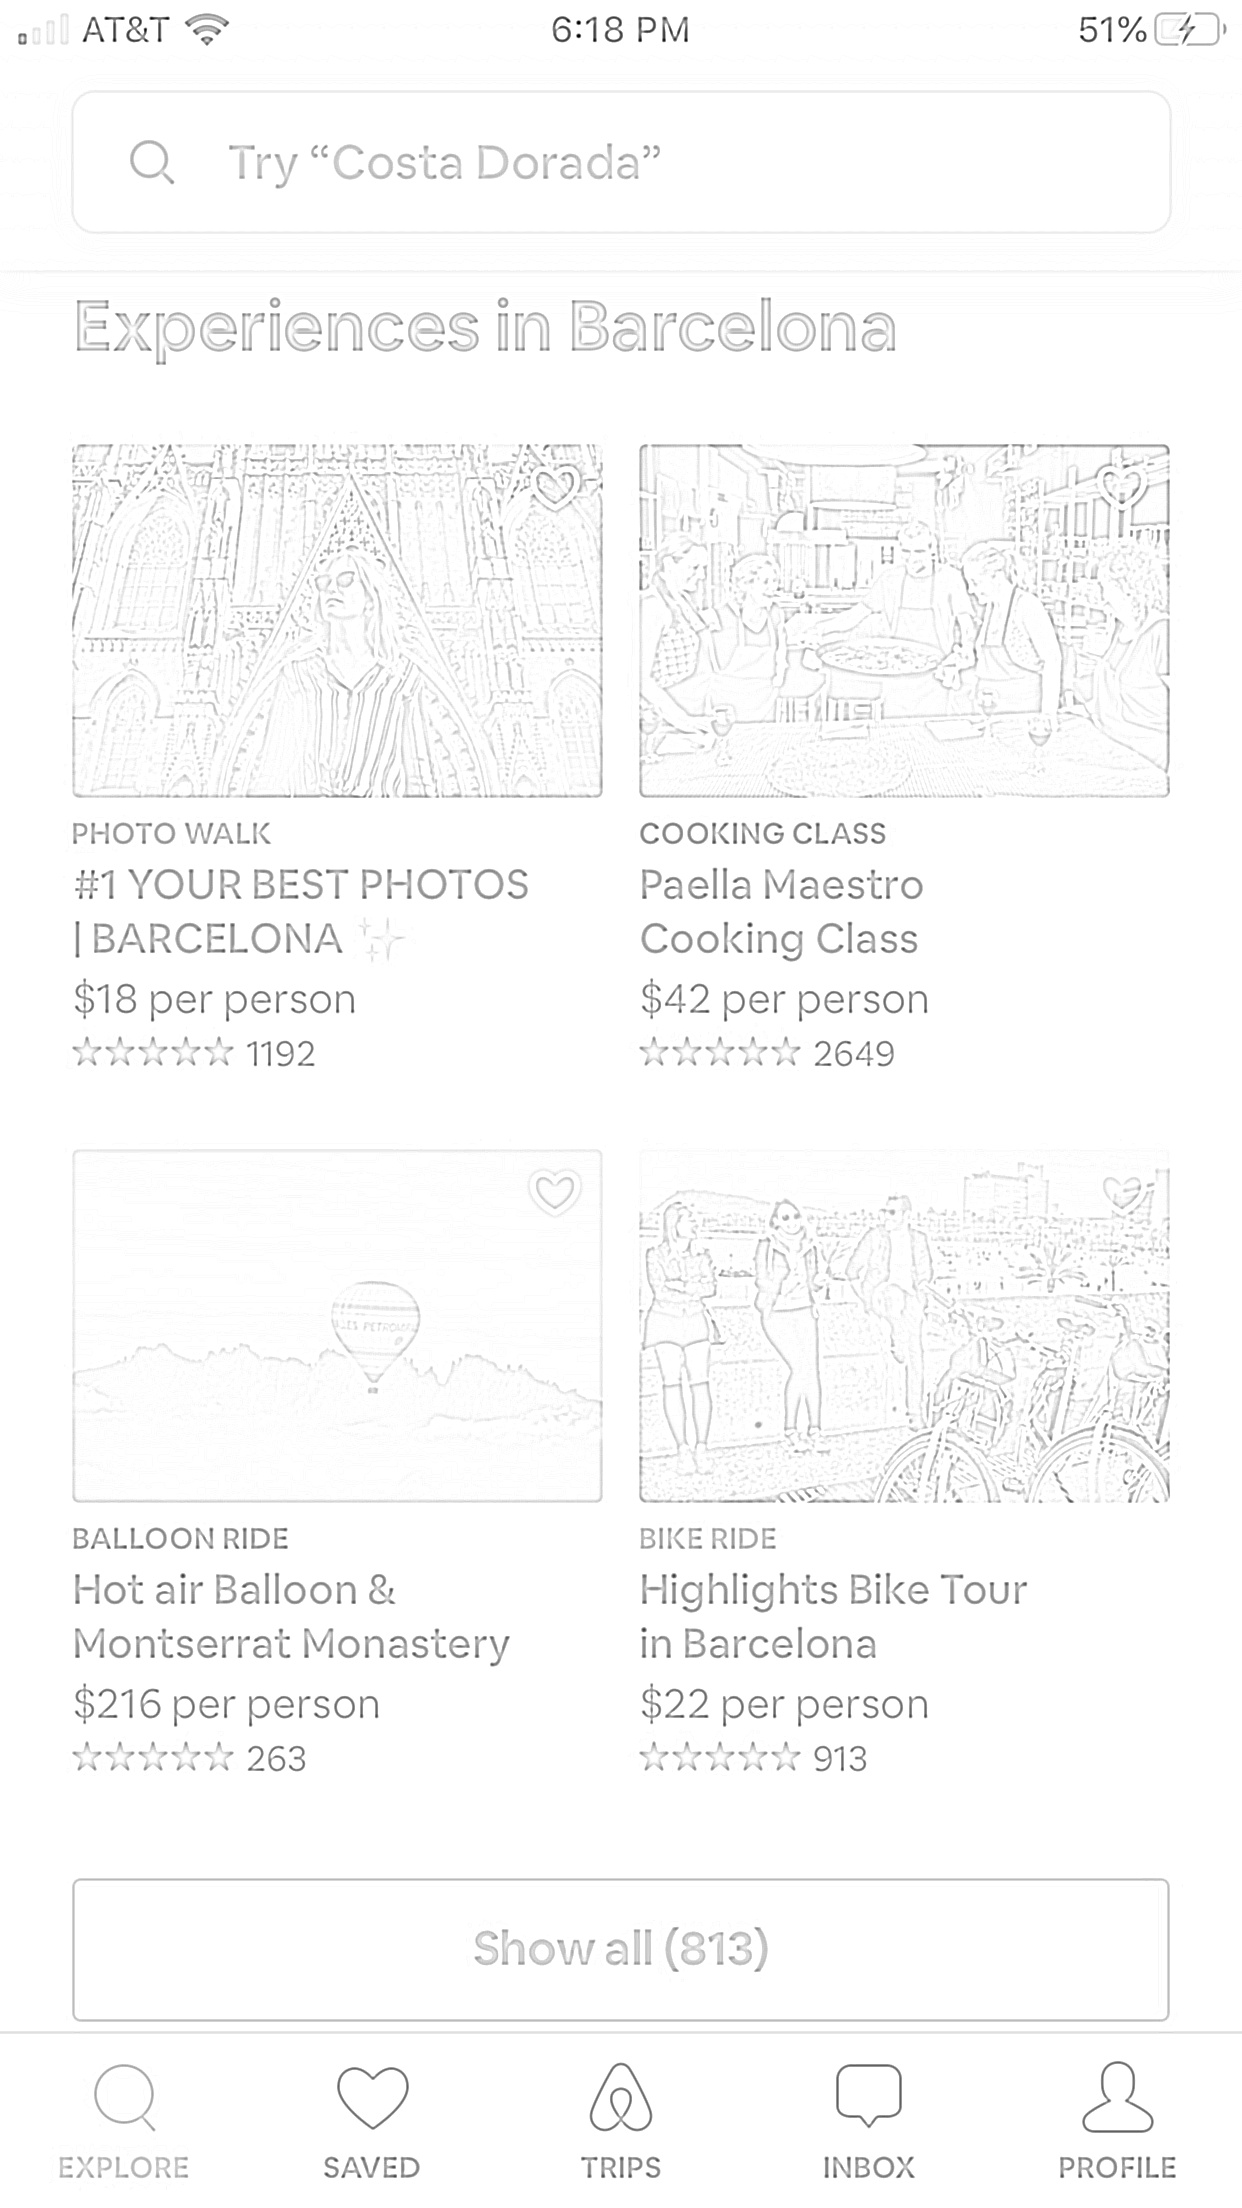 AT&T 6:18 PM 51%
Try “Costa Dorada”
Experiences in Barcelona
PHOTO WALK
#1 YOUR BEST PHOTOS
| BARCELONA ✨
$18 per person
1192
COOKING CLASS
Paella Maestro
Cooking Class
$42 per person
2649
BALLOON RIDE
Hot air Balloon &
Montserrat Monastery
$216 per person
263
BIKE RIDE
Highlights Bike Tour
in Barcelona
$22 per person
913
Show all (813)
EXPLORE SAVED TRIPS INBOX PROFILE